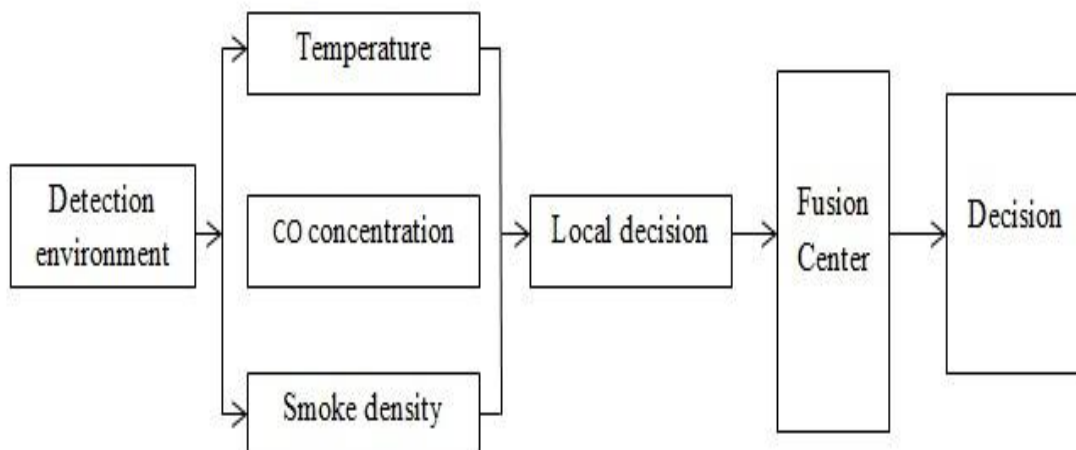 Temperature
Detection
environment
CO concentration
Smoke density
Local decision
Fusion
Center
Decision